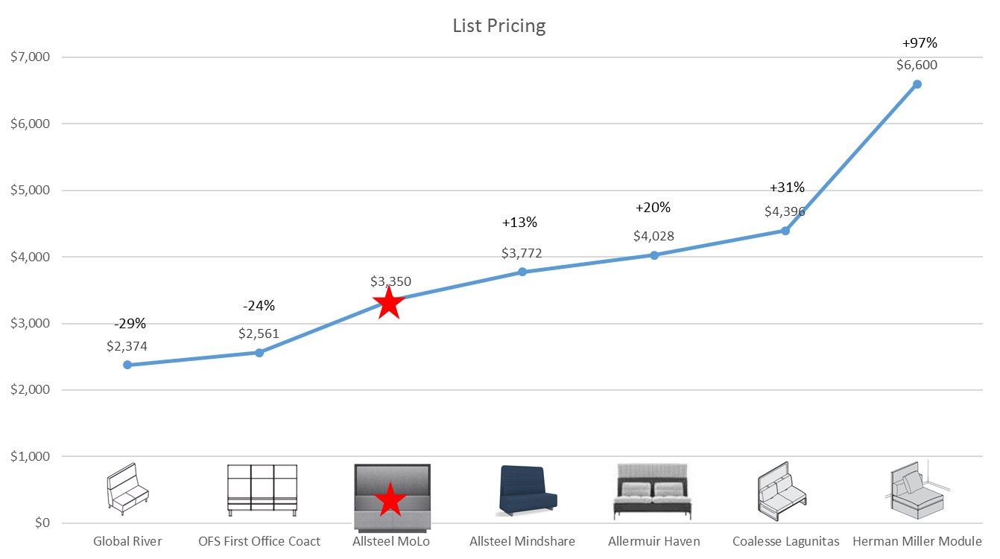 List Pricing
$7,000
$6,000
$5,000
$4,000
$3,000
$2,000
$1,000
$0
-29%
$2,374
-24%
$2,561
$3,350
+13%
$3,772
+20%
$4,028
+31%
$4,396
+97%
$6,600
Global River
OFS First Office Coact
Allsteel MoLo
Allsteel Mindshare
Allermuir Haven
Coalesse Lagunitas
Herman Miller Module